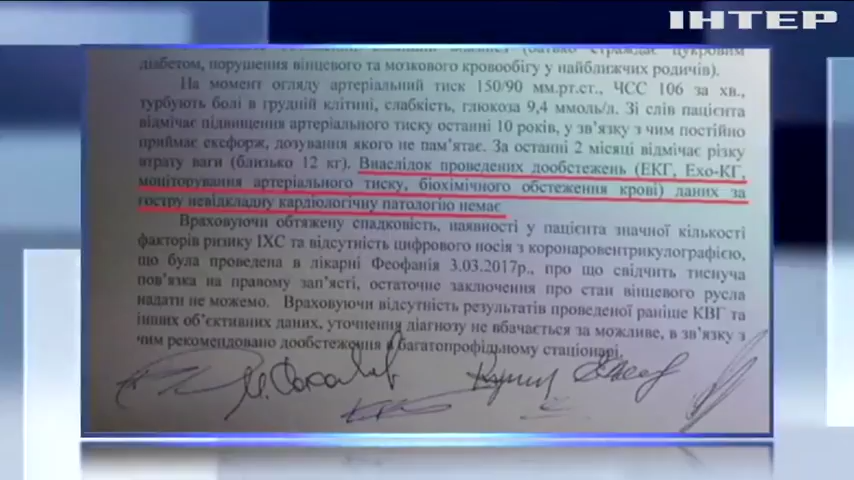 ІНТЕР
діабетом, порушення вінцевого та мозкового кровообігу у найближчих родичів).
На момент огляду артеріальний тиск 150/90 мм.рт.ст., ЧСС 106 за хв.,
турбують болі в грудній клітині, слабкість, глюкоза 9,4 ммоль/л. Зі слів пацієнта
відмічає підвищення артеріального тиску останні 10 років, у зв'язку з чим постійно
приймає ексфорж, дозування якого не пам'ятає. За останні 2 місяці відмічає різку
втрату ваги (близько 12 кг). Внаслідок проведених дообстежень (ЕКГ, Ехо-КГ,
моніторування артеріального тиску, біохімічного обстеження крові) даних за
гостру невідкладну кардіологічну патологію немає
Враховуючи обтяжену спадковість, наявності у пацієнта значної кількості
факторів ризику ІХС та відсутність цифрового носія з коронаровентрикулографією,
що була проведена в лікарні Феофанія 3.03.2017р., про що свідчить тиснуча
пов'язка на правому зап'ясті, остаточне заключення про стан вінцевого русла
надати не можемо. Враховуючи відсутність результатів проведеної раніше КВГ та
інших об'єктивних даних, уточнення діагнозу не вбачається за можливе, в зв'язку з
чим рекомендовано дообстеження в багатопрофільному стаціонарі.